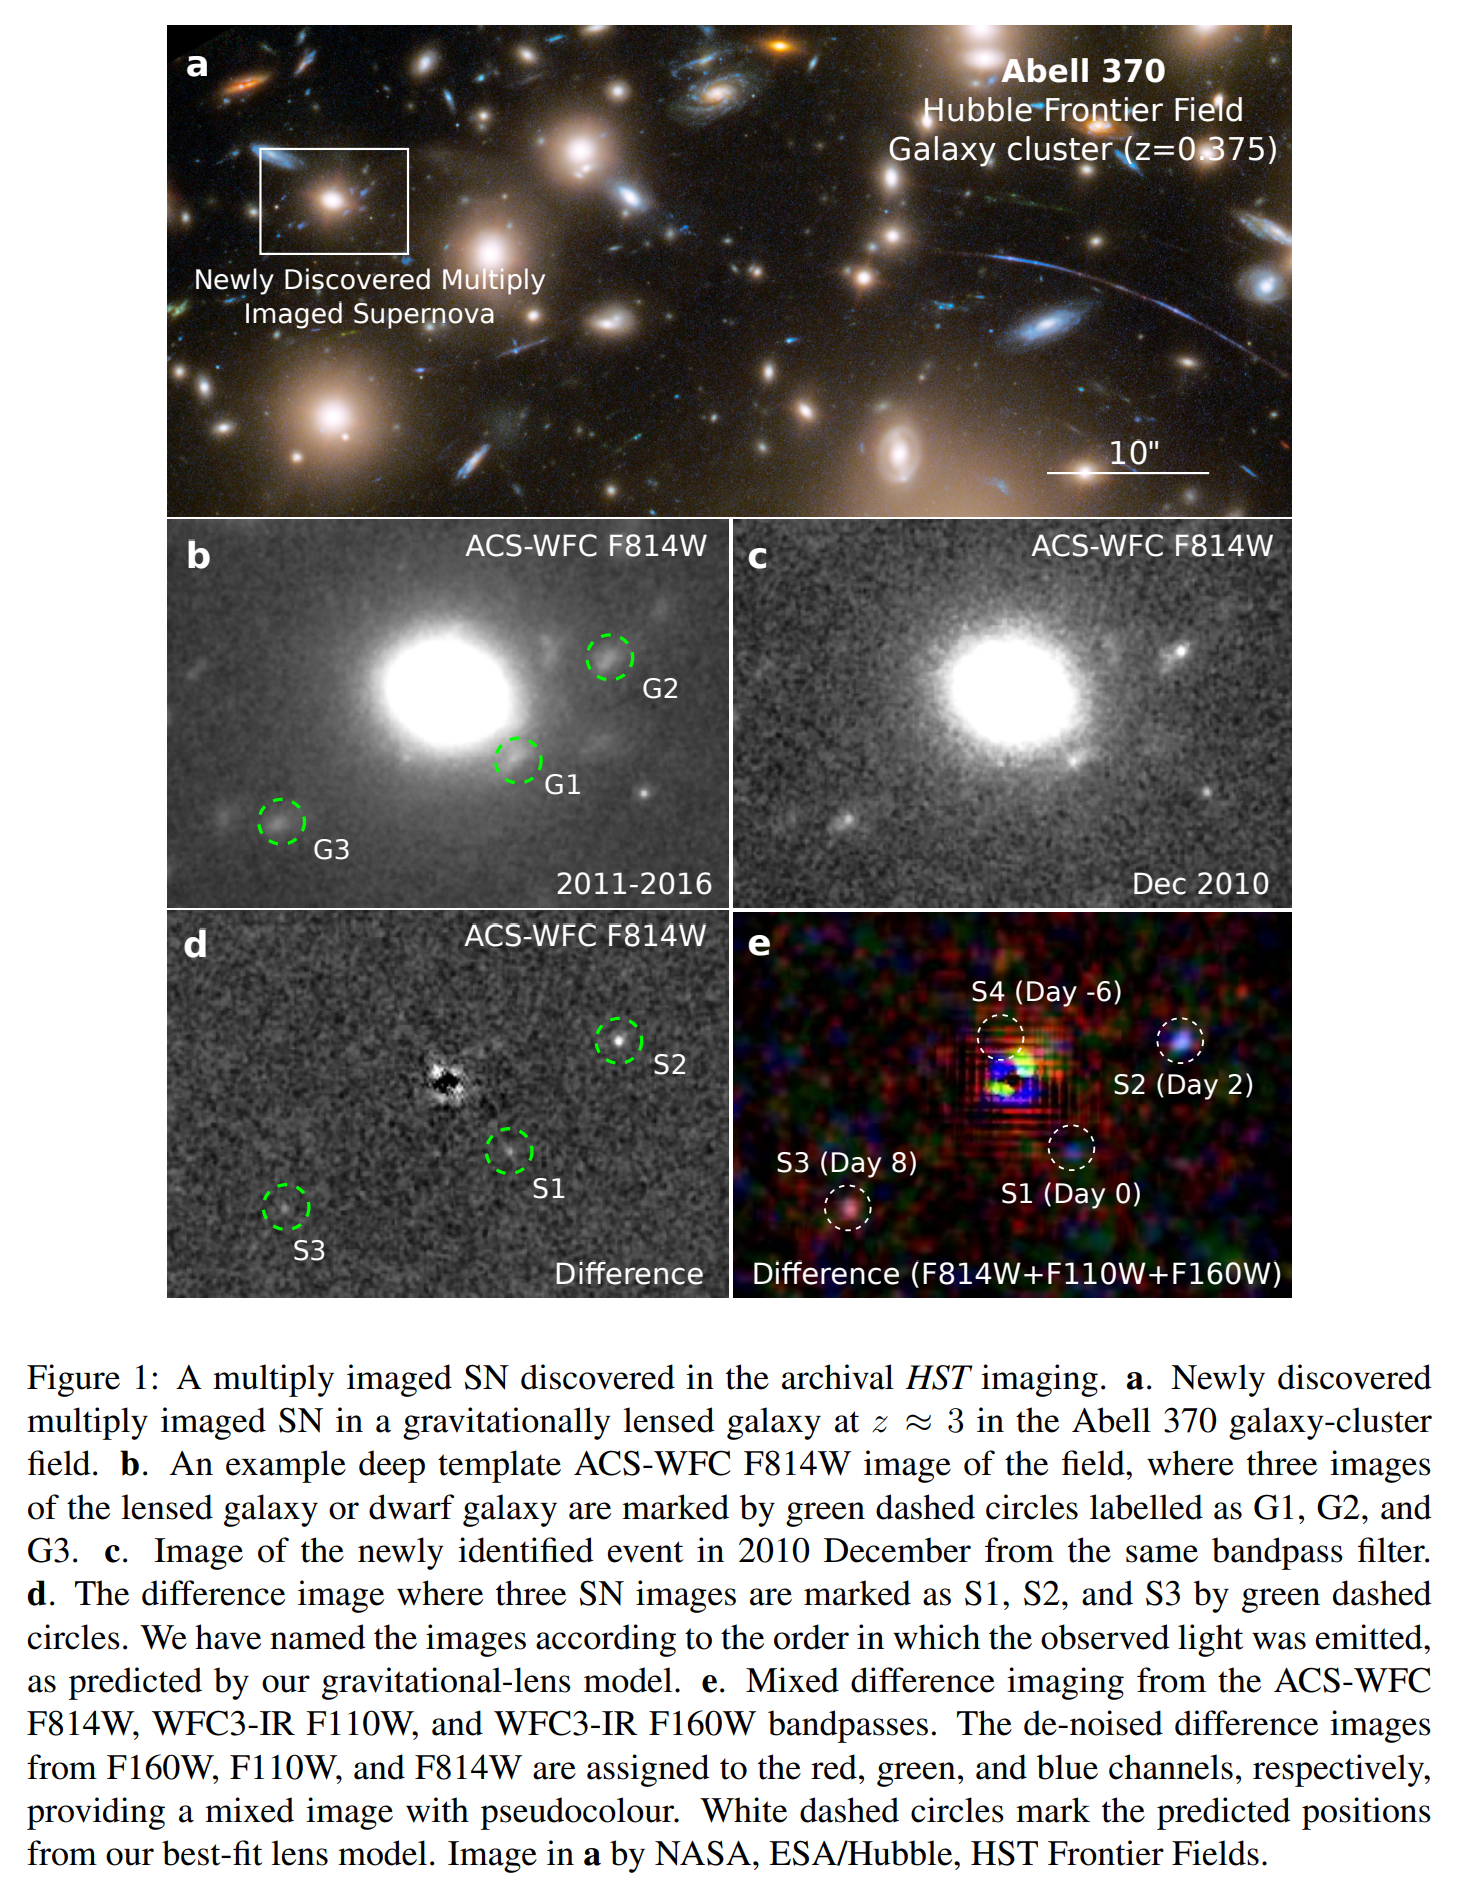 a
Abell 370
Hubble Frontier Field
Galaxy cluster (z=0.375)
Newly Discovered Multiply
Imaged Supernova
10"
b
ACS-WFC F814W
G2
G1
G3
2011-2016
c
ACS-WFC F814W
Dec 2010
d
ACS-WFC F814W
S2
S1
S3
Difference
e
S4 (Day -6)
S2 (Day 2)
S3 (Day 8)
S1 (Day 0)
Difference (F814W+F110W+F160W)
Figure 1: A multiply imaged SN discovered in the archival HST imaging. a. Newly discovered
multiply imaged SN in a gravitationally lensed galaxy at z ≈ 3 in the Abell 370 galaxy-cluster
field. b. An example deep template ACS-WFC F814W image of the field, where three images
of the lensed galaxy or dwarf galaxy are marked by green dashed circles labelled as G1, G2, and
G3. c. Image of the newly identified event in 2010 December from the same bandpass filter.
d. The difference image where three SN images are marked as S1, S2, and S3 by green dashed
circles. We have named the images according to the order in which the observed light was emitted,
as predicted by our gravitational-lens model. e. Mixed difference imaging from the ACS-WFC
F814W, WFC3-IR F110W, and WFC3-IR F160W bandpasses. The de-noised difference images
from F160W, F110W, and F814W are assigned to the red, green, and blue channels, respectively,
providing a mixed image with pseudocolour. White dashed circles mark the predicted positions
from our best-fit lens model. Image in a by NASA, ESA/Hubble, HST Frontier Fields.